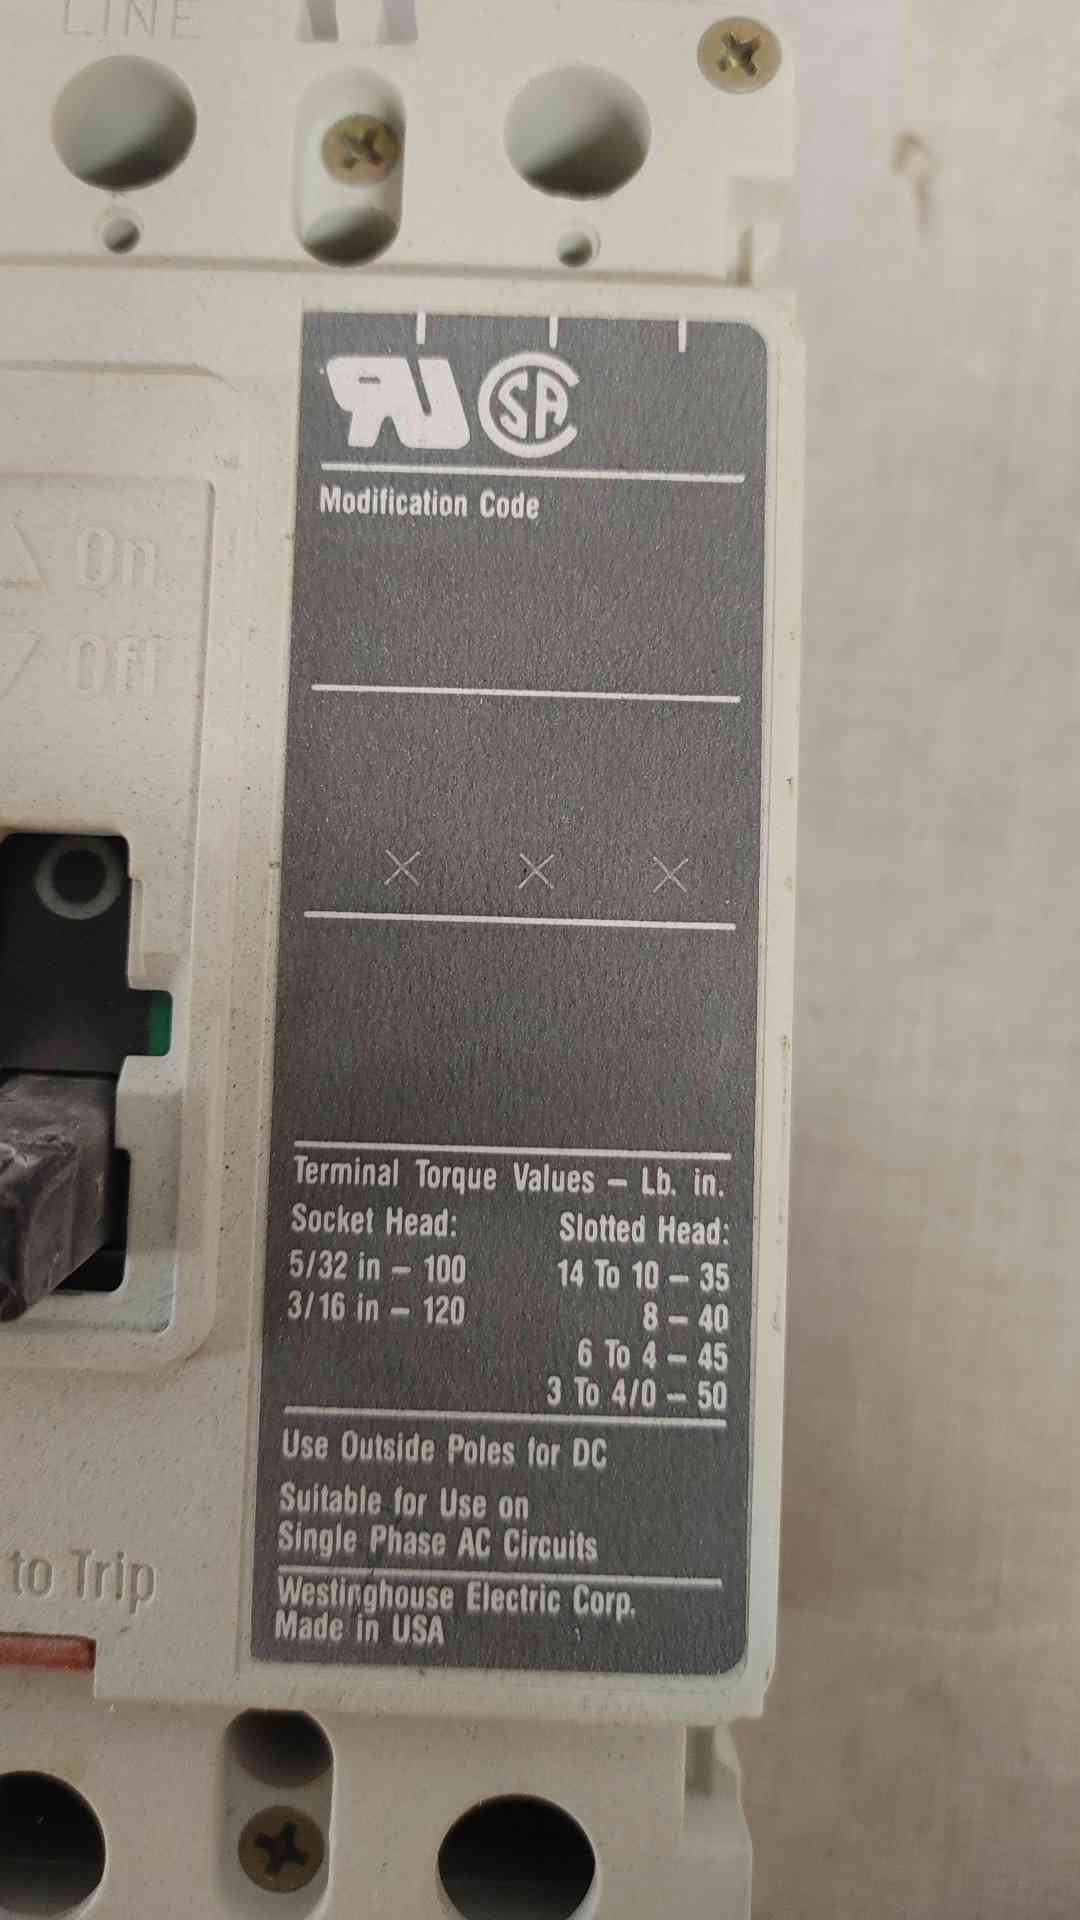 LINE
SA
Modification Code
On
Off
Terminal Torque Values – Lb. in.
Socket Head: Slotted Head:
5/32 in – 100 14 To 10 – 35
3/16 in – 120 8 – 40
6 To 4 – 45
3 To 4/0 – 50
Use Outside Poles for DC
Suitable for Use on
Single Phase AC Circuits
to Trip
Westinghouse Electric Corp.
Made in USA